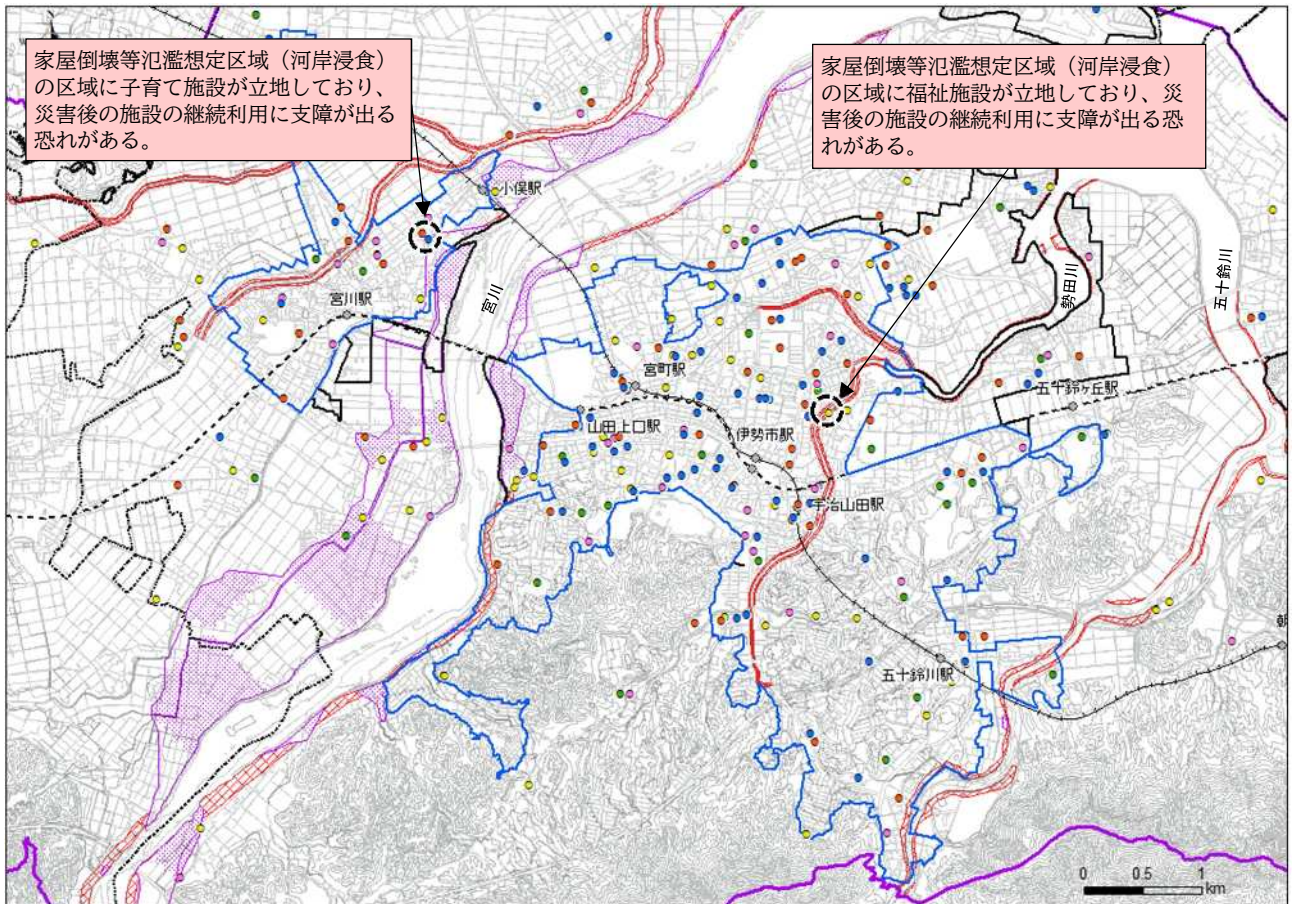 家屋倒壊等氾濫想定区域（河岸浸食）
の区域に子育て施設が立地しており、
災害後の施設の継続利用に支障が出る
恐れがある。
家屋倒壊等氾濫想定区域（河岸浸食）
の区域に福祉施設が立地しており、災
害後の施設の継続利用に支障が出る恐
れがある。
小俣駅
宮川
勢田川
五十鈴川
宮川駅
宮町駅
五十鈴ヶ丘駅
山田上口駅
伊勢市駅
宇治山田駅
五十鈴川駅
朝
0 0.5 1
km